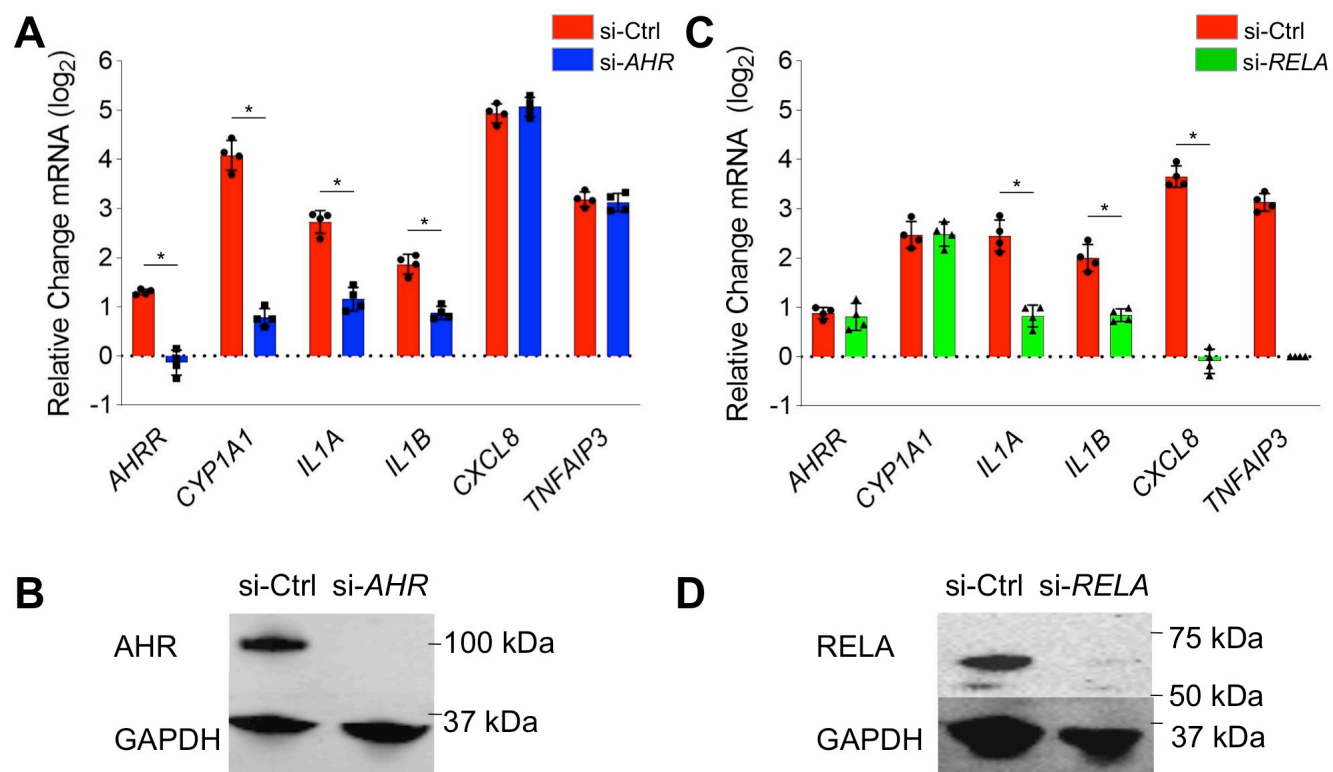 A
si-Ctrl
si-AHR
Relative Change mRNA (log2)
6
5
4
3
2
1
0
-1
*
*
*
*
AHRR
CYP1A1
IL1A
IL1B
CXCL8
TNFAIP3
C
si-Ctrl
si-RELA
Relative Change mRNA (log2)
6
5
4
3
2
1
0
-1
*
*
*
AHRR
CYP1A1
IL1A
IL1B
CXCL8
TNFAIP3
B
si-Ctrl si-AHR
AHR
100 kDa
37 kDa
GAPDH
D
si-Ctrl si-RELA
RELA
75 kDa
50 kDa
GAPDH
37 kDa